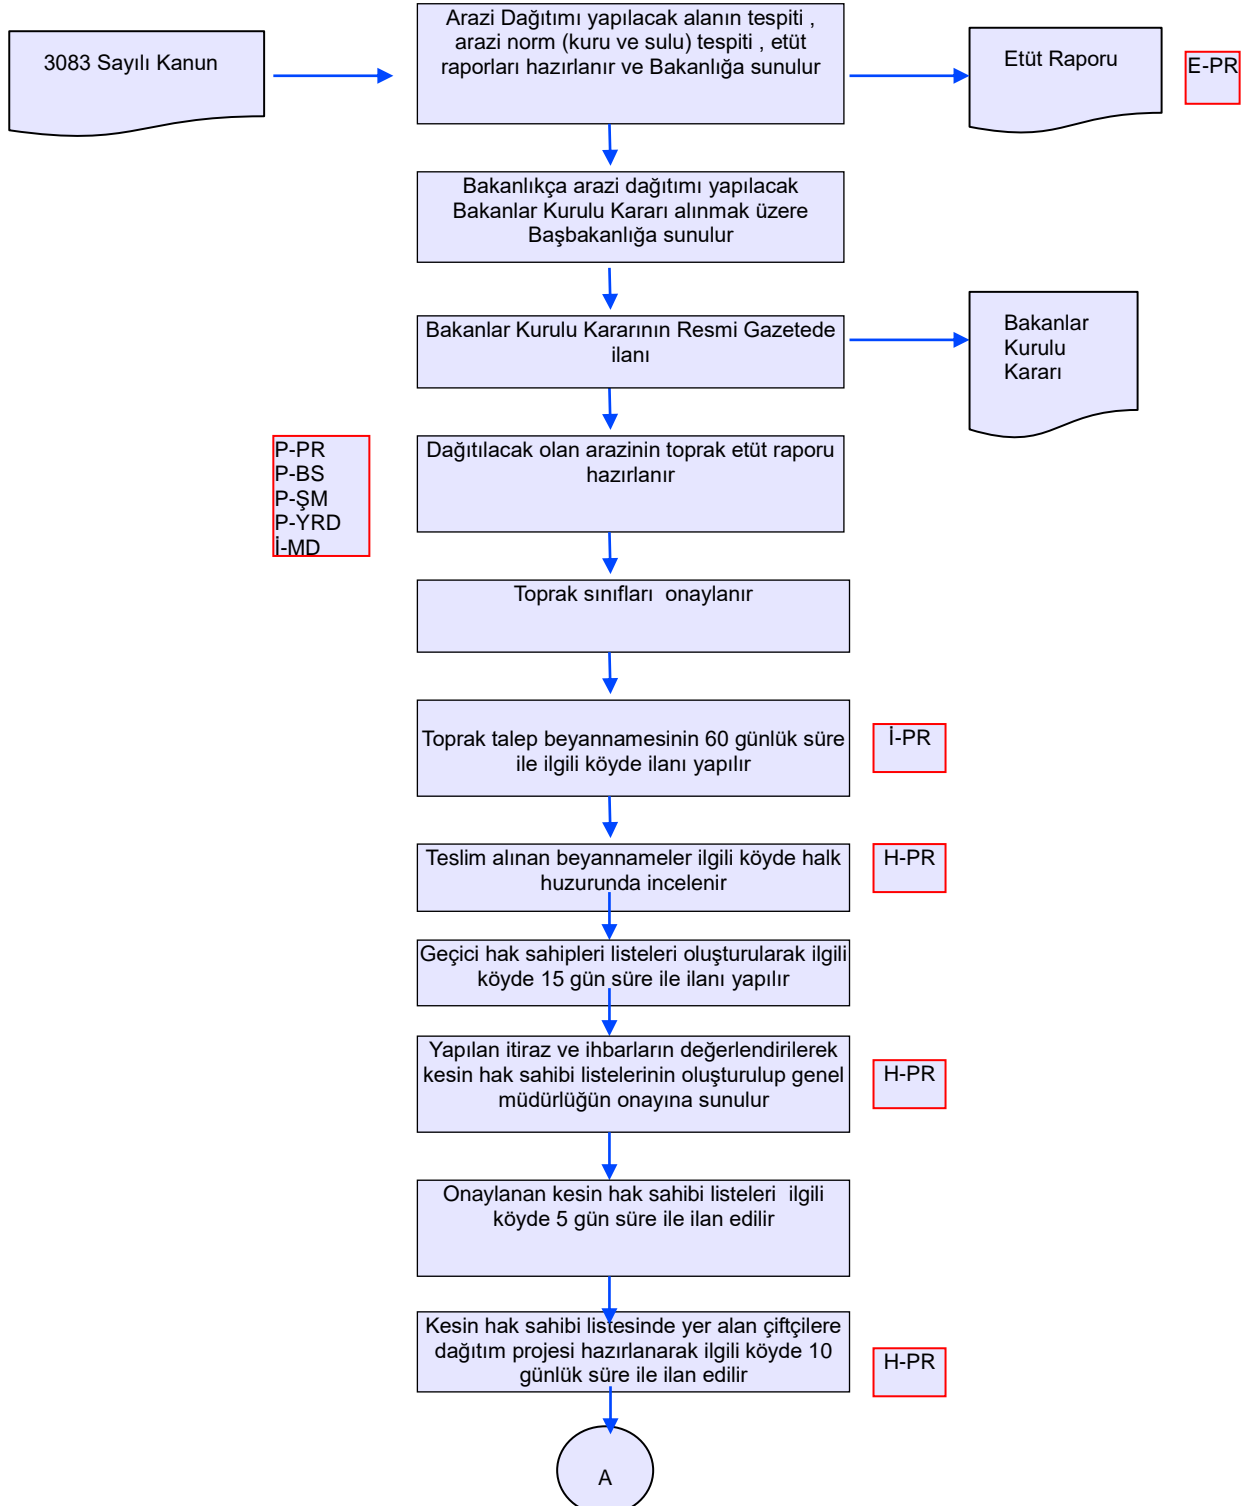 3083 Sayılı Kanun
Arazi Dağıtımı yapılacak alanın tespiti ,
arazi norm (kuru ve sulu) tespiti , etüt
raporları hazırlanır ve Bakanlığa sunulur
Etüt Raporu
E-PR
Bakanlıkça arazi dağıtımı yapılacak
Bakanlar Kurulu Kararı alınmak üzere
Başbakanlığa sunulur
Bakanlar Kurulu Kararının Resmi Gazetede
ilanı
Bakanlar
Kurulu
Kararı
P-PR
P-BS
P-ŞM
P-YRD
İ-MD
Dağıtılacak olan arazinin toprak etüt raporu
hazırlanır
Toprak sınıfları  onaylanır
Toprak talep beyannamesinin 60 günlük süre
ile ilgili köyde ilanı yapılır
İ-PR
Teslim alınan beyannameler ilgili köyde halk
huzurunda incelenir
H-PR
Geçici hak sahipleri listeleri oluşturularak ilgili
köyde 15 gün süre ile ilanı yapılır
Yapılan itiraz ve ihbarların değerlendirilerek
kesin hak sahibi listelerinin oluşturulup genel
müdürlüğün onayına sunulur
H-PR
Onaylanan kesin hak sahibi listeleri  ilgili
köyde 5 gün süre ile ilan edilir
Kesin hak sahibi listesinde yer alan çiftçilere
dağıtım projesi hazırlanarak ilgili köyde 10
günlük süre ile ilan edilir
H-PR
A